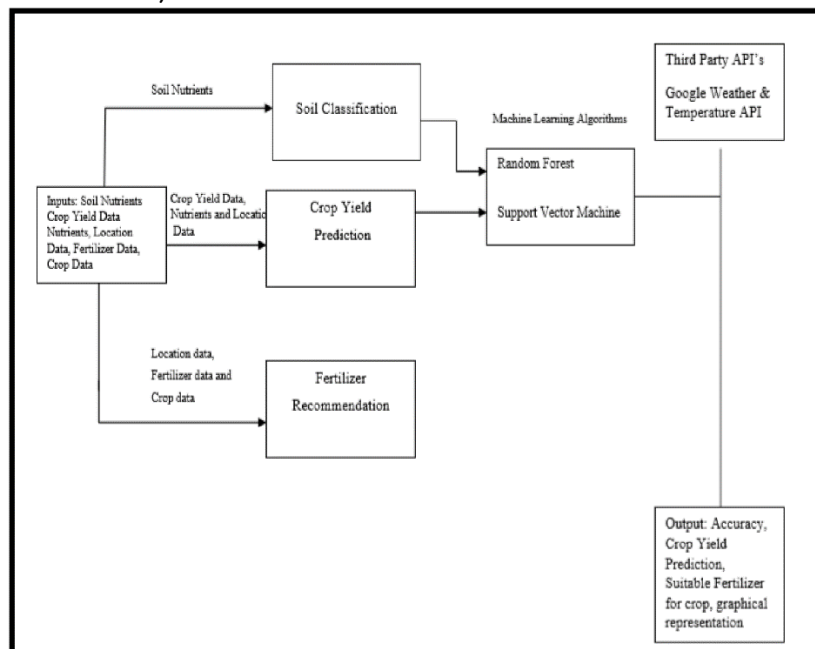 Soil Nutrients
Soil Classification
Third Party API's
Google Weather &
Temperature API
Machine Learning Algorithms
Random Forest
Support Vector Machine
Inputs: Soil Nutrients
Crop Yield Data
Nutrients, Location
Data, Fertilizer Data,
Crop Data
Crop Yield Data,
Nutrients and Locatio
Data
Crop Yield
Prediction
Location data,
Fertilizer data and
Crop data
Fertilizer
Recommendation
Output: Accuracy,
Crop Yield
Prediction,
Suitable Fertilizer
for crop, graphical
representation